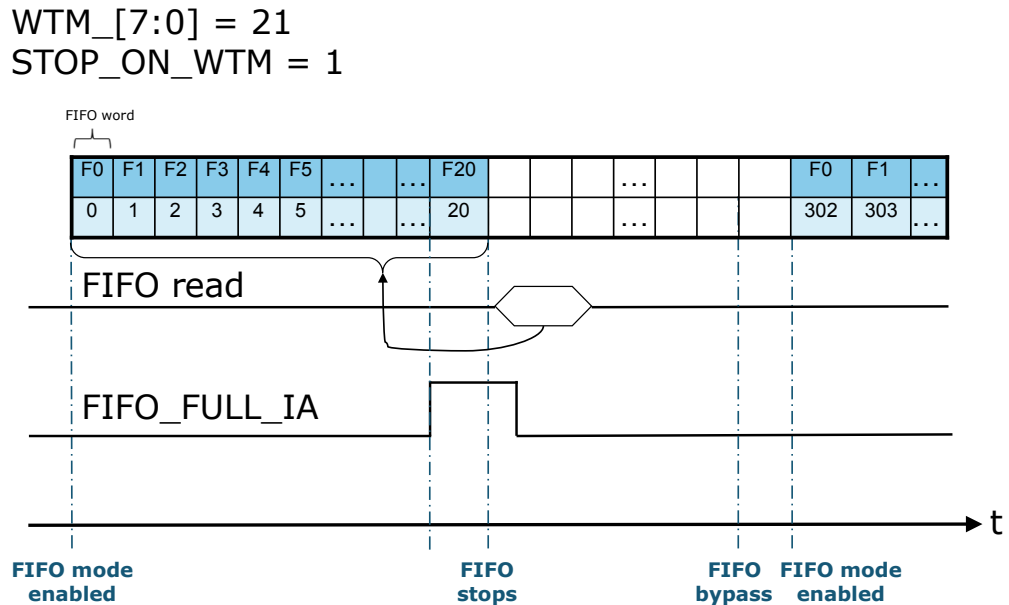 WTM_[7:0] = 21
STOP_ON_WTM = 1
FIFO word
F0 F1 F2 F3 F4 F5 ... ... F20 ... F0 F1 ...
0 1 2 3 4 5 ... ... 20 ... 302 303 ...
FIFO read
FIFO_FULL_IA
t
FIFO mode enabled
FIFO stops
FIFO bypass
FIFO mode enabled